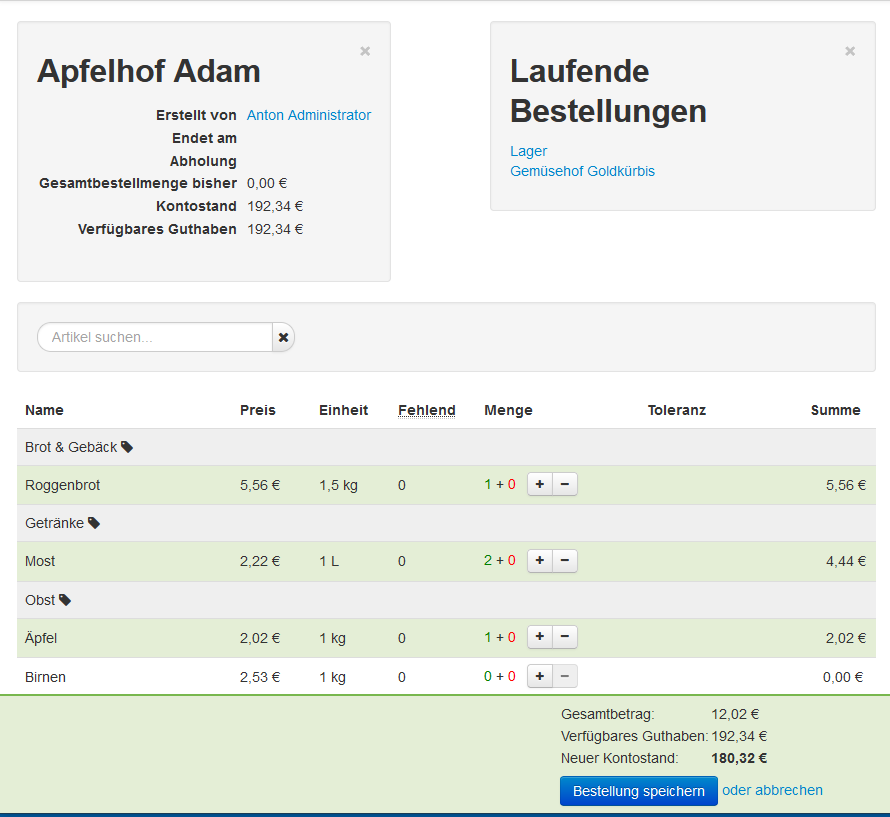 Apfelhof Adam
Erstellt von Anton Administrator
Endet am
Abholung
Gesamtbestellmenge bisher 0,00 €
Kontostand 192,34 €
Verfügbares Guthaben 192,34 €
Laufende
Bestellungen
Lager
Gemüsehof Goldkürbis
Artikel suchen...
Name Preis Einheit Fehlend Menge Toleranz Summe
Brot & Gebäck
Roggenbrot 5,56 € 1,5 kg 0 1 + 0 + − 5,56 €
Getränke
Most 2,22 € 1 L 0 2 + 0 + − 4,44 €
Obst
Äpfel 2,02 € 1 kg 0 1 + 0 + − 2,02 €
Birnen 2,53 € 1 kg 0 0 + 0 + − 0,00 €
Gesamtbetrag: 12,02 €
Verfügbares Guthaben: 192,34 €
Neuer Kontostand: 180,32 €
Bestellung speichern oder abbrechen